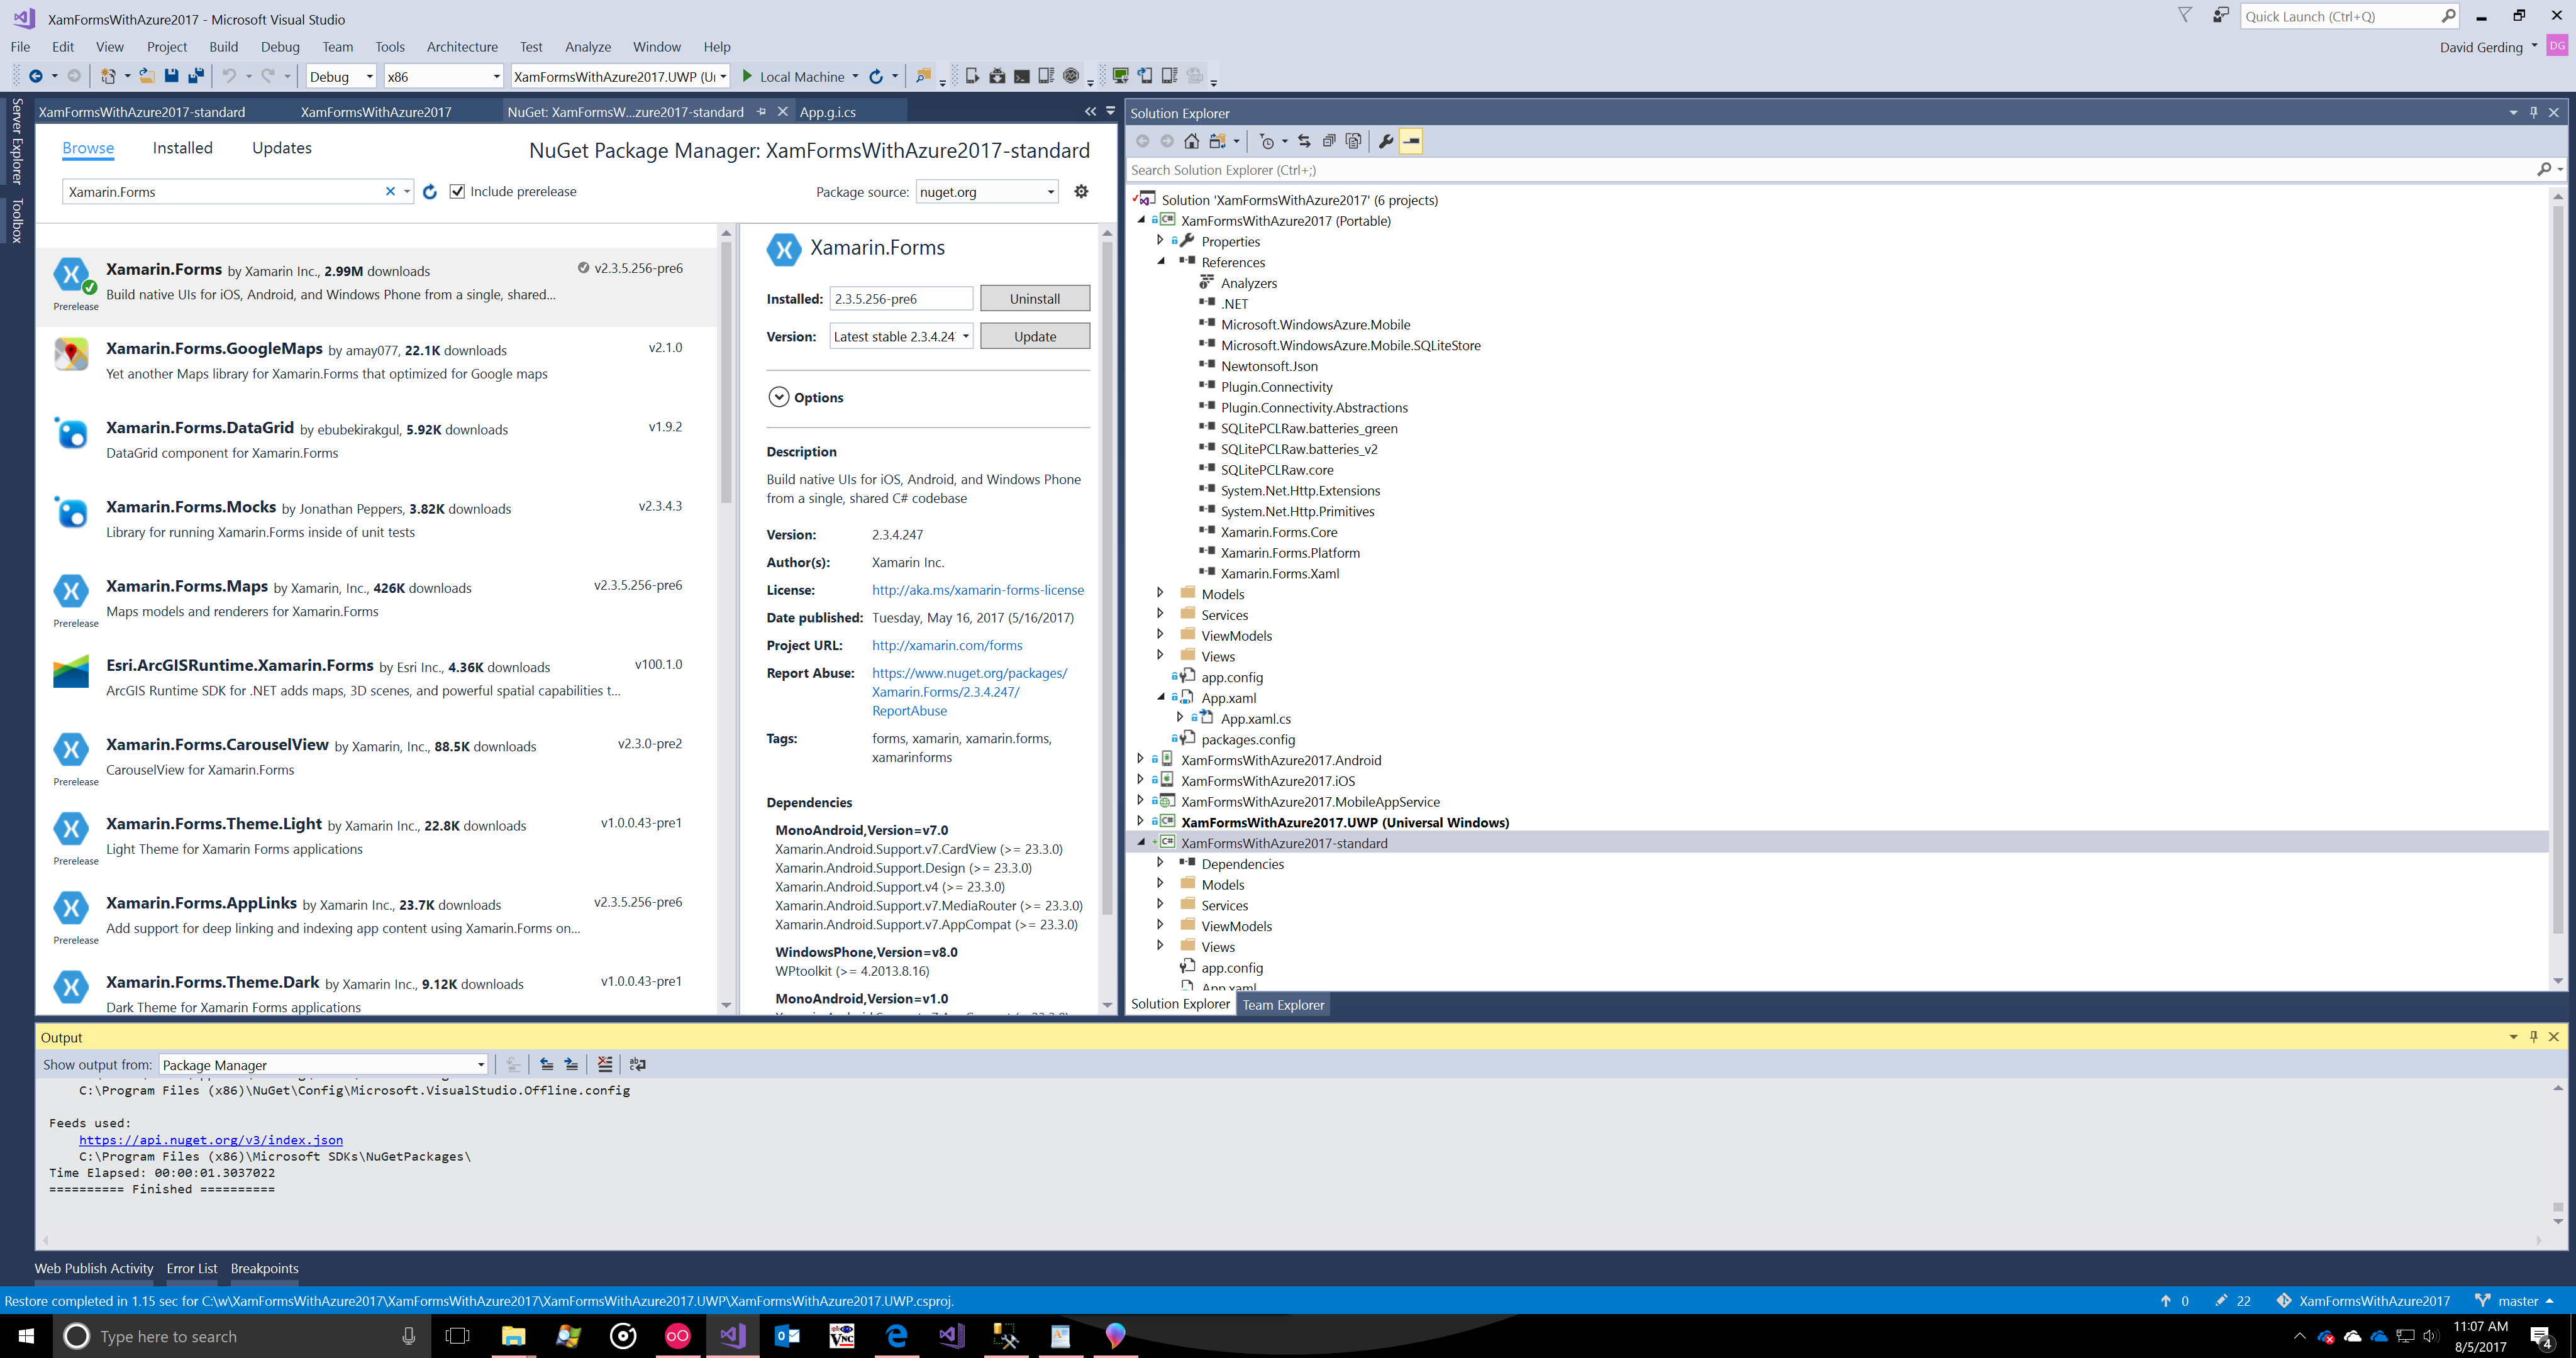 XamFormsWithAzure2017 - Microsoft Visual Studio
Quick Launch (Ctrl+Q)
File Edit View Project Build Debug Team Tools Architecture Test Analyze Window Help
David Gerding DG
Debug x86 XamFormsWithAzure2017.UWP (U Local Machine
Server Explorer
Toolbox
XamFormsWithAzure2017-standard XamFormsWithAzure2017 NuGet: XamFormsW...zure2017-standard App.g.i.cs
Browse Installed Updates
NuGet Package Manager: XamFormsWithAzure2017-standard
Xamarin.Forms Include prerelease
Package source: nuget.org
Xamarin.Forms by Xamarin Inc., 2.99M downloads v2.3.5.256-pre6
Build native UIs for iOS, Android, and Windows Phone from a single, shared...
Prerelease
Xamarin.Forms.GoogleMaps by amay077, 22.1K downloads v2.1.0
Yet another Maps library for Xamarin.Forms that optimized for Google maps
Xamarin.Forms.DataGrid by ebubekirakgul, 5.92K downloads v1.9.2
DataGrid component for Xamarin.Forms
Xamarin.Forms.Mocks by Jonathan Peppers, 3.82K downloads v2.3.4.3
Library for running Xamarin.Forms inside of unit tests
Xamarin.Forms.Maps by Xamarin, Inc., 426K downloads v2.3.5.256-pre6
Maps models and renderers for Xamarin.Forms
Prerelease
Esri.ArcGISRuntime.Xamarin.Forms by Esri Inc., 4.36K downloads v100.1.0
ArcGIS Runtime SDK for .NET adds maps, 3D scenes, and powerful spatial capabilities t...
Xamarin.Forms.CarouselView by Xamarin, Inc., 88.5K downloads v2.3.0-pre2
CarouselView for Xamarin.Forms
Prerelease
Xamarin.Forms.Theme.Light by Xamarin Inc., 22.8K downloads v1.0.0.43-pre1
Light Theme for Xamarin Forms applications
Prerelease
Xamarin.Forms.AppLinks by Xamarin Inc., 23.7K downloads v2.3.5.256-pre6
Add support for deep linking and indexing app content using Xamarin.Forms on...
Prerelease
Xamarin.Forms.Theme.Dark by Xamarin Inc., 9.12K downloads v1.0.0.43-pre1
Dark Theme for Xamarin Forms applications
Xamarin.Forms
Installed: 2.3.5.256-pre6 Uninstall
Version: Latest stable 2.3.4.24 Update
Options
Description
Build native UIs for iOS, Android, and Windows Phone
from a single, shared C# codebase
Version: 2.3.4.247
Author(s): Xamarin Inc.
License: http://aka.ms/xamarin-forms-license
Date published: Tuesday, May 16, 2017 (5/16/2017)
Project URL: http://xamarin.com/forms
Report Abuse: https://www.nuget.org/packages/
Xamarin.Forms/2.3.4.247/
ReportAbuse
Tags: forms, xamarin, xamarin.forms,
xamarinforms
Dependencies
MonoAndroid,Version=v7.0
Xamarin.Android.Support.v7.CardView (>= 23.3.0)
Xamarin.Android.Support.Design (>= 23.3.0)
Xamarin.Android.Support.v4 (>= 23.3.0)
Xamarin.Android.Support.v7.MediaRouter (>= 23.3.0)
Xamarin.Android.Support.v7.AppCompat (>= 23.3.0)
WindowsPhone,Version=v8.0
WPtoolkit (>= 4.2013.8.16)
MonoAndroid,Version=v1.0
Solution Explorer
Search Solution Explorer (Ctrl+;)
Solution 'XamFormsWithAzure2017' (6 projects)
XamFormsWithAzure2017 (Portable)
Properties
References
Analyzers
.NET
Microsoft.WindowsAzure.Mobile
Microsoft.WindowsAzure.Mobile.SQLiteStore
Newtonsoft.Json
Plugin.Connectivity
Plugin.Connectivity.Abstractions
SQLitePCLRaw.batteries_green
SQLitePCLRaw.batteries_v2
SQLitePCLRaw.core
System.Net.Http.Extensions
System.Net.Http.Primitives
Xamarin.Forms.Core
Xamarin.Forms.Platform
Xamarin.Forms.Xaml
Models
Services
ViewModels
Views
app.config
App.xaml
App.xaml.cs
packages.config
XamFormsWithAzure2017.Android
XamFormsWithAzure2017.iOS
XamFormsWithAzure2017.MobileAppService
XamFormsWithAzure2017.UWP (Universal Windows)
XamFormsWithAzure2017-standard
Dependencies
Models
Services
ViewModels
Views
app.config
App.xaml
Solution Explorer Team Explorer
Output
Show output from: Package Manager
C:\Program Files (x86)\NuGet\Config\Microsoft.VisualStudio.Offline.config
Feeds used:
https://api.nuget.org/v3/index.json
C:\Program Files (x86)\Microsoft SDKs\NuGetPackages\
Time Elapsed: 00:00:01.3037022
========== Finished ==========
Web Publish Activity Error List Breakpoints
Restore completed in 1.15 sec for C:\w\XamFormsWithAzure2017\XamFormsWithAzure2017\XamFormsWithAzure2017.UWP\XamFormsWithAzure2017.UWP.csproj.
0 22 XamFormsWithAzure2017 master
Type here to search
11:07 AM
8/5/2017
4